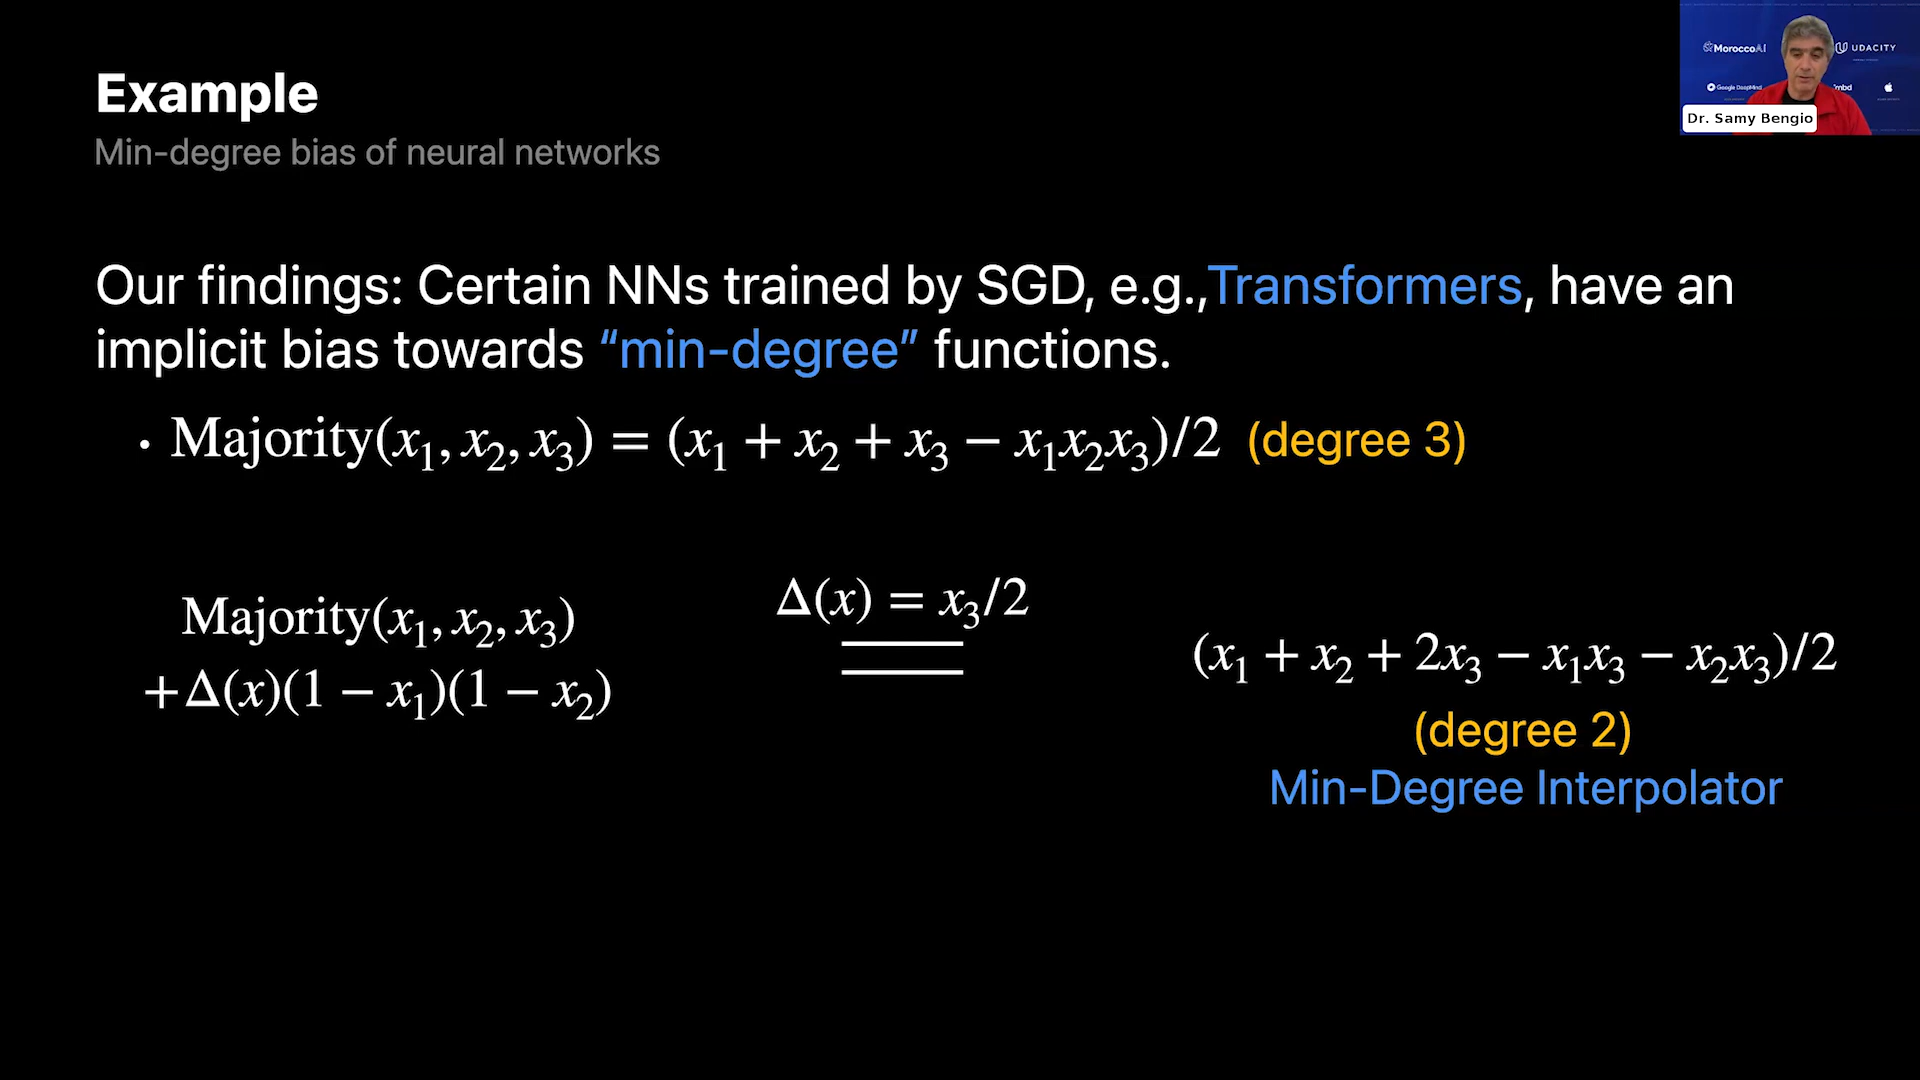 Example
Min-degree bias of neural networks
MoroccoAI
UDACITY
Google DeepMind
Dr. Samy Bengio
Our findings: Certain NNs trained by SGD, e.g.,Transformers, have an
implicit bias towards “min-degree” functions.
· Majority(x₁, x₂, x₃) = (x₁ + x₂ + x₃ − x₁x₂x₃)/2 (degree 3)
Majority(x₁, x₂, x₃)
+Δ(x)(1 − x₁)(1 − x₂)
Δ(x) = x₃/2
(x₁ + x₂ + 2x₃ − x₁x₃ − x₂x₃)/2
(degree 2)
Min-Degree Interpolator